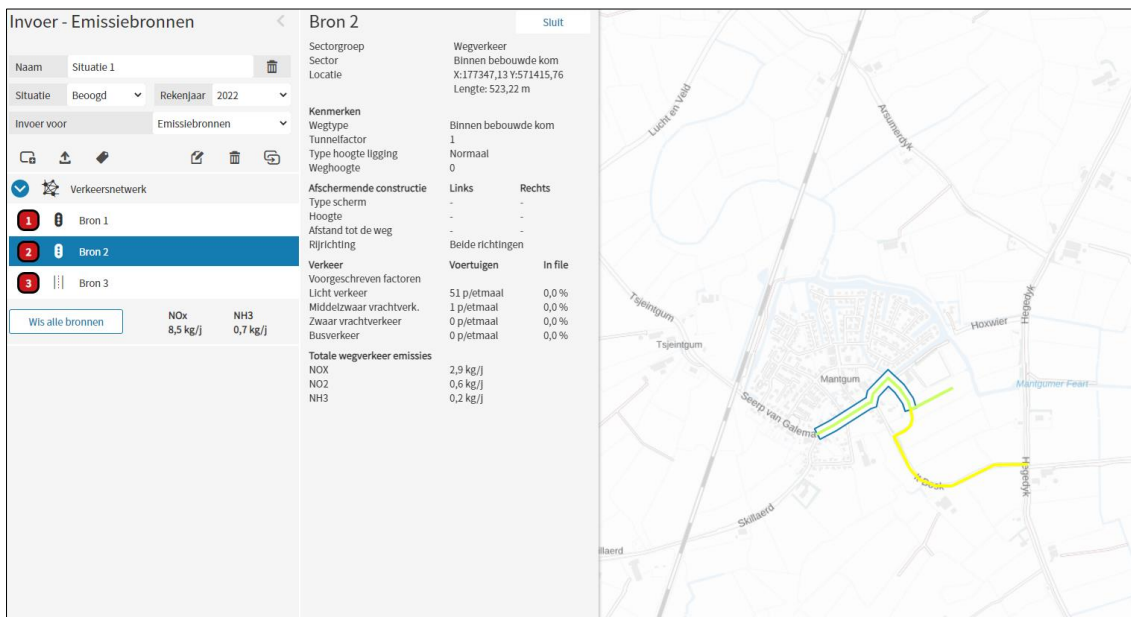 Invoer - Emissiebronnen
Naam Situatie 1
Situatie Beoogd Rekenjaar 2022
Invoer voor Emissiebronnen
Verkeersnetwerk
1 Bron 1
2 Bron 2
3 Bron 3
Wis alle bronnen
NOx NH3
8,5 kg/j 0,7 kg/j
Bron 2 Sluit
Sectorgroep Wegverkeer
Sector Binnen bebouwde kom
Locatie X:177347,13 Y:571415,76
Lengte: 523,22 m
Kenmerken
Wegtype Binnen bebouwde kom
Tunnelfactor 1
Type hoogte ligging Normaal
Weghoogte 0
Afschermende constructie Links Rechts
Type scherm - -
Hoogte - -
Afstand tot de weg - -
Rijrichting Beide richtingen
Verkeer Voertuigen In file
Voorgeschreven factoren
Licht verkeer 51 p/etmaal 0,0 %
Middelzwaar vrachtverk. 1 p/etmaal 0,0 %
Zwaar vrachtverkeer 0 p/etmaal 0,0 %
Busverkeer 0 p/etmaal 0,0 %
Totale wegverkeer emissies
NOX 2,9 kg/j
NO2 0,6 kg/j
NH3 0,2 kg/j
Lucht en Veld
Arsumerdyk
Tsjeintgum
Tsjeintgum
Hegedyk
Hoxwier
Mantgum
Mantgumer Feart
Seerp van Galema
Hegedyk
Skillaerd
illaerd